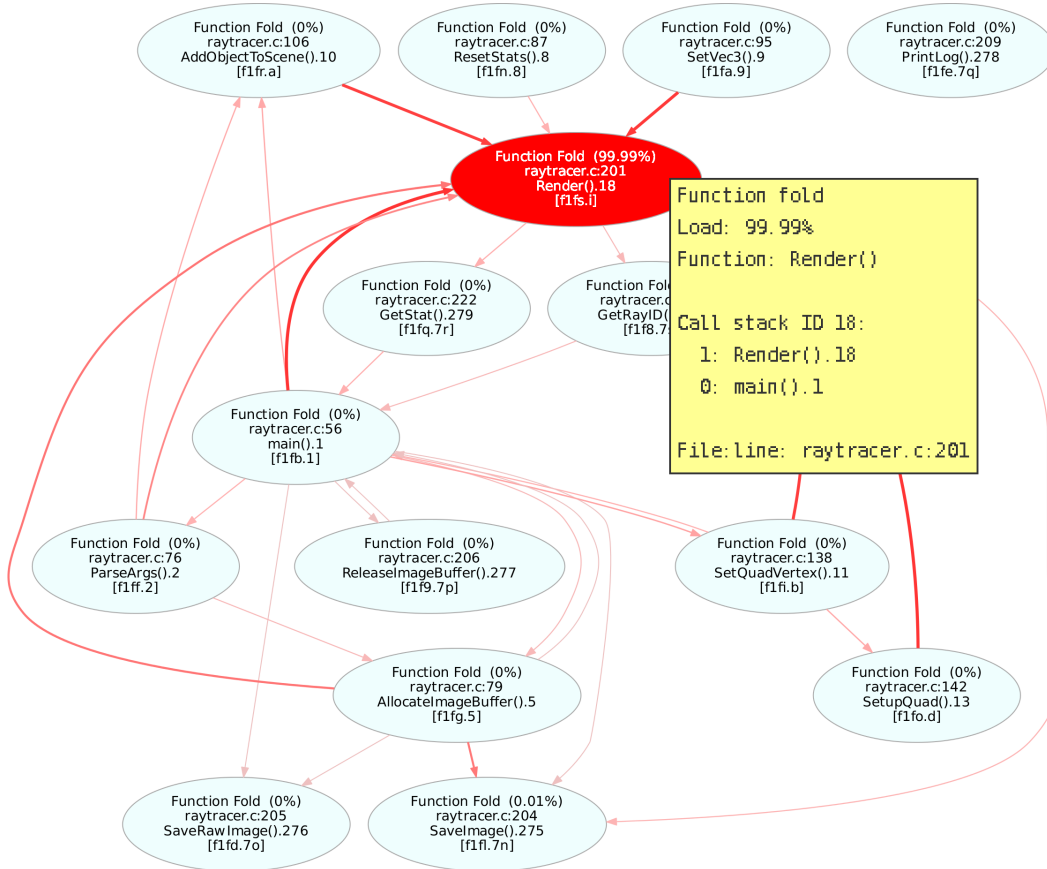 Function Fold  (0%)
raytracer.c:106
AddObjectToScene().10
[f1fr.a]
Function Fold  (0%)
raytracer.c:87
ResetStats().8
[f1fn.8]
Function Fold  (0%)
raytracer.c:95
SetVec3().9
[f1fa.9]
Function Fold  (0%)
raytracer.c:209
PrintLog().278
[f1fe.7q]
Function Fold  (99.99%)
raytracer.c:201
Render().18
[f1fs.i]
Function fold
Load: 99.99%
Function: Render()
Call stack ID 18:
1: Render().18
0: main().1
File:line: raytracer.c:201
Function Fold  (0%)
raytracer.c:222
GetStat().279
[f1fq.7r]
Function Fold
raytracer.c
GetRayID()
[f1f8.7
Function Fold  (0%)
raytracer.c:56
main().1
[f1fb.1]
Function Fold  (0%)
raytracer.c:76
ParseArgs().2
[f1ff.2]
Function Fold  (0%)
raytracer.c:206
ReleaseImageBuffer().277
[f1f9.7p]
Function Fold  (0%)
raytracer.c:138
SetQuadVertex().11
[f1fi.b]
Function Fold  (0%)
raytracer.c:79
AllocateImageBuffer().5
[f1fg.5]
Function Fold  (0%)
raytracer.c:142
SetupQuad().13
[f1fo.d]
Function Fold  (0%)
raytracer.c:205
SaveRawImage().276
[f1fd.7o]
Function Fold  (0.01%)
raytracer.c:204
SaveImage().275
[f1fl.7n]